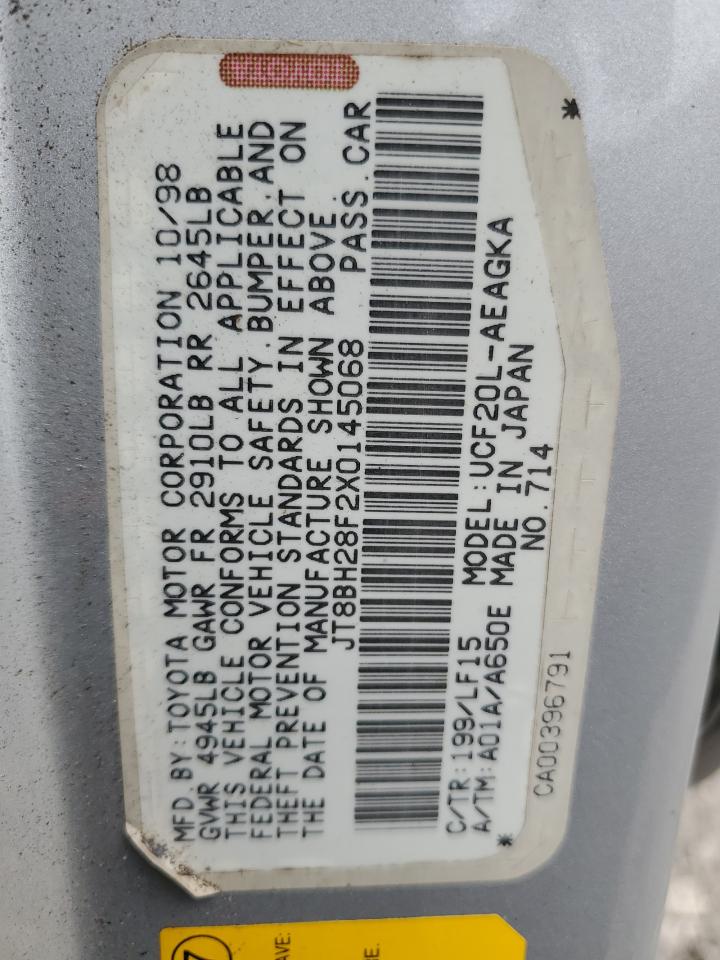 MFD. BY: TOYOTA MOTOR CORPORATION 10/98
GVWR 4945LB GAWR FR 2910LB RR 2645LB
THIS VEHICLE CONFORMS TO ALL APPLICABLE
FEDERAL MOTOR VEHICLE SAFETY, BUMPER, AND
THEFT PREVENTION STANDARDS IN EFFECT ON
THE DATE OF MANUFACTURE SHOWN ABOVE.
JT8BH28F2X0145068 PASS. CAR
C/TR: 199/LF15 MODEL: UCF20L-AEAGKA
A/TM: A01A/A650E MADE IN JAPAN
NO. 714
CA00396791
7
AVE: